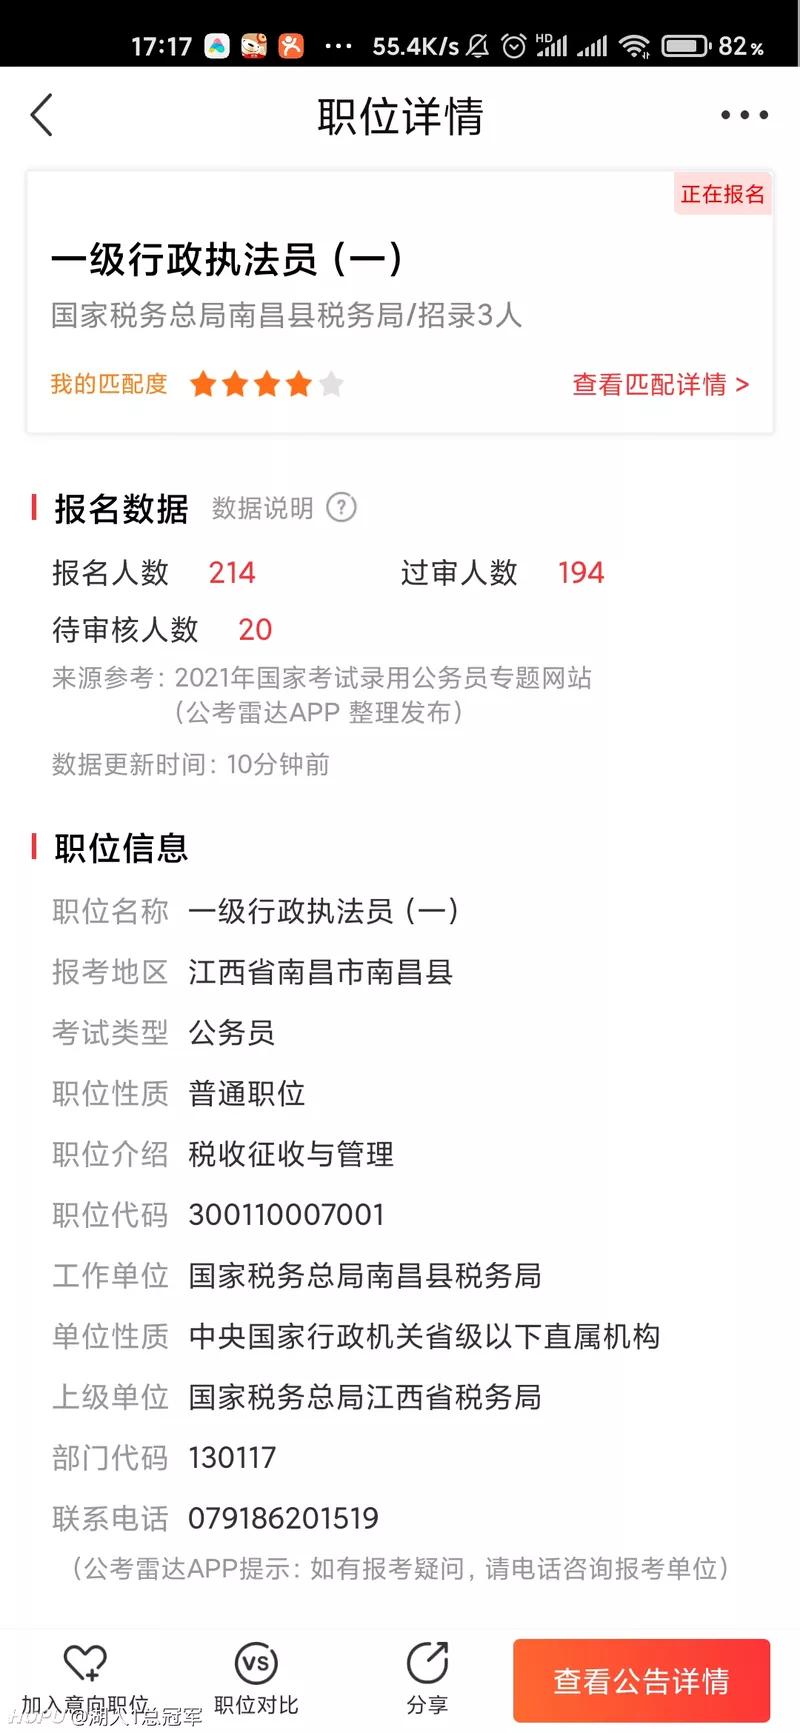 17:17 ... 55.4K/s HD 82%
职位详情
正在报名
一级行政执法员（一）
国家税务总局南昌县税务局/招录3人
我的匹配度 查看匹配详情 >
报名数据 数据说明 ?
报名人数 214 过审人数 194
待审核人数 20
来源参考：2021年国家考试录用公务员专题网站
（公考雷达APP 整理发布）
数据更新时间：10分钟前
职位信息
职位名称 一级行政执法员（一）
报考地区 江西省南昌市南昌县
考试类型 公务员
职位性质 普通职位
职位介绍 税收征收与管理
职位代码 300110007001
工作单位 国家税务总局南昌县税务局
单位性质 中央国家行政机关省级以下直属机构
上级单位 国家税务总局江西省税务局
部门代码 130117
联系电话 079186201519
（公考雷达APP提示：如有报考疑问，请电话咨询报考单位）
VS
加入意向职位 职位对比 分享 查看公告详情
HUPU @湖人1总冠军